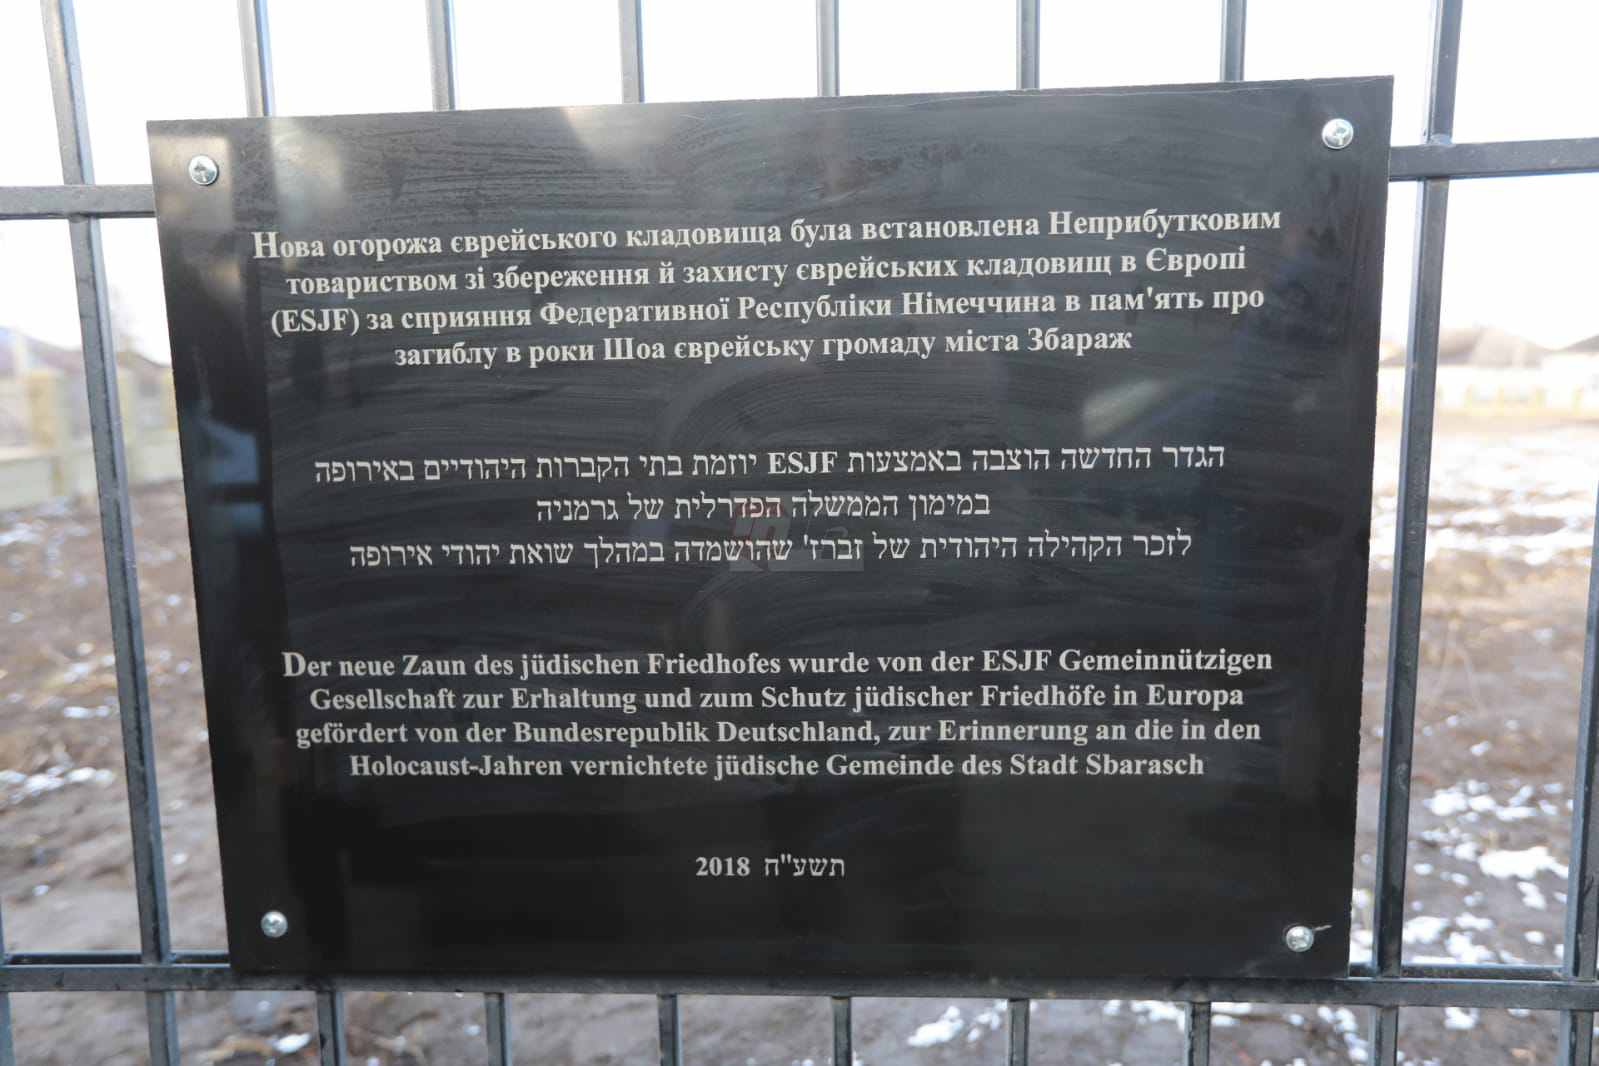 Нова огорожа єврейського кладовища була встановлена Неприбутковим
товариством зі збереження й захисту єврейських кладовищ в Європі
(ESJF) за сприяння Федеративної Республіки Німеччина в пам'ять про
загиблу в роки Шоа єврейську громаду міста Збараж
הגדר החדשה הוצבה באמצעות ESJF יוזמת בתי הקברות היהודיים באירופה
במימון הממשלה הפדרלית של גרמניה
לזכר הקהילה היהודית של זברז' שהושמדה במהלך שואת יהודי אירופה
Der neue Zaun des jüdischen Friedhofes wurde von der ESJF Gemeinnützigen
Gesellschaft zur Erhaltung und zum Schutz jüdischer Friedhöfe in Europa
gefördert von der Bundesrepublik Deutschland, zur Erinnerung an die in den
Holocaust-Jahren vernichtete jüdische Gemeinde des Stadt Sbarasch
2018 תשע"ח